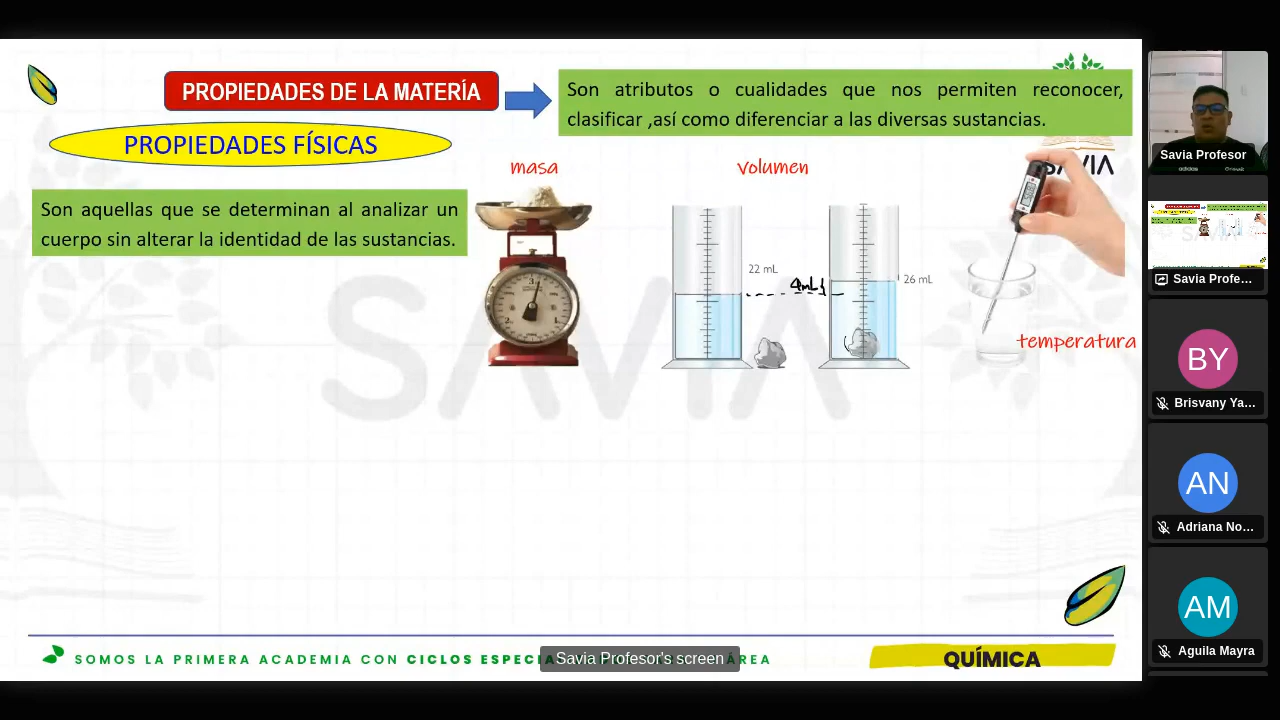 PROPIEDADES DE LA MATERÍA
Son atributos o cualidades que nos permiten reconocer,
clasificar ,así como diferenciar a las diversas sustancias.
PROPIEDADES FÍSICAS
Son aquellas que se determinan al analizar un
cuerpo sin alterar la identidad de las sustancias.
masa
Volumen
SAVIA
22 mL
4mL
26 mL
temperatura
SAVIA
SOMOS LA PRIMERA ACADEMIA CON CICLOS ESPECI
ÁREA
Savia Profesor's screen
QUÍMICA
Savia Profesor
Savia Profe...
BY
Brisvany Ya...
AN
Adriana No...
AM
Aguila Mayra